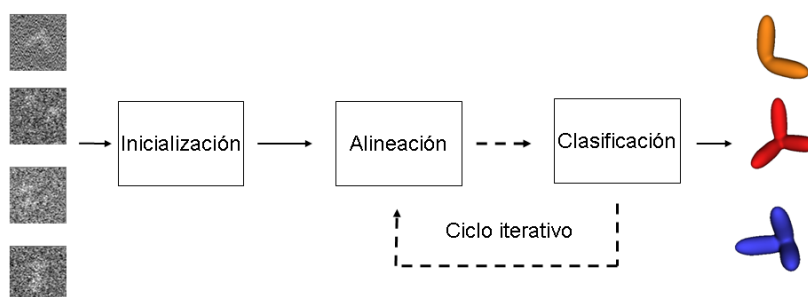 Inicialización
Alineación
Clasificación
Ciclo iterativo